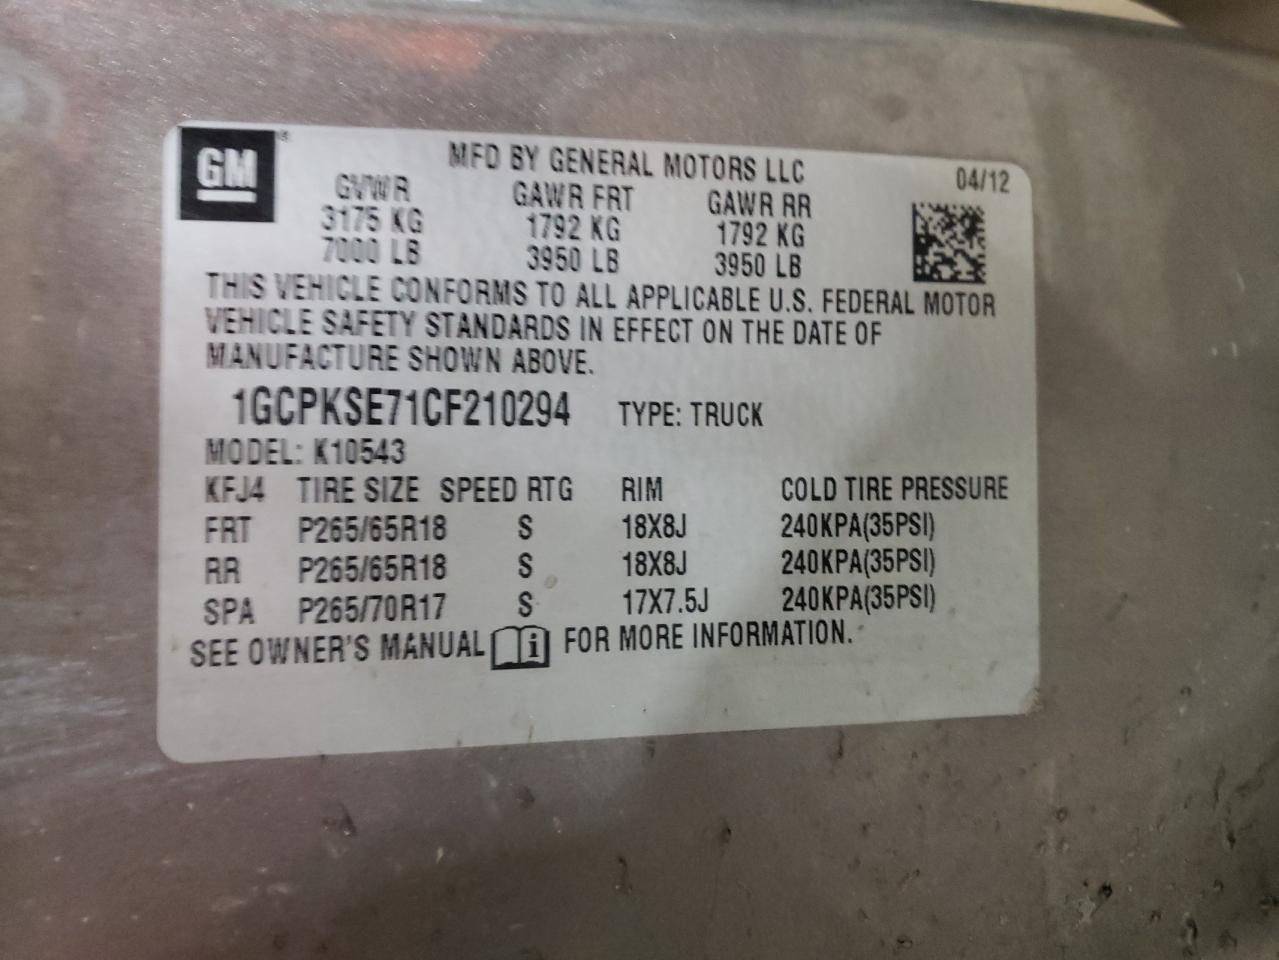 GM
MFD BY GENERAL MOTORS LLC 04/12
GVWR GAWR FRT GAWR RR
3175 KG 1792 KG 1792 KG
7000 LB 3950 LB 3950 LB
THIS VEHICLE CONFORMS TO ALL APPLICABLE U.S. FEDERAL MOTOR
VEHICLE SAFETY STANDARDS IN EFFECT ON THE DATE OF
MANUFACTURE SHOWN ABOVE.
1GCPKSE71CF210294 TYPE: TRUCK
MODEL: K10543
KFJ4 TIRE SIZE SPEED RTG RIM COLD TIRE PRESSURE
FRT P265/65R18 S 18X8J 240KPA(35PSI)
RR P265/65R18 S 18X8J 240KPA(35PSI)
SPA P265/70R17 S 17X7.5J 240KPA(35PSI)
SEE OWNER'S MANUAL i FOR MORE INFORMATION.